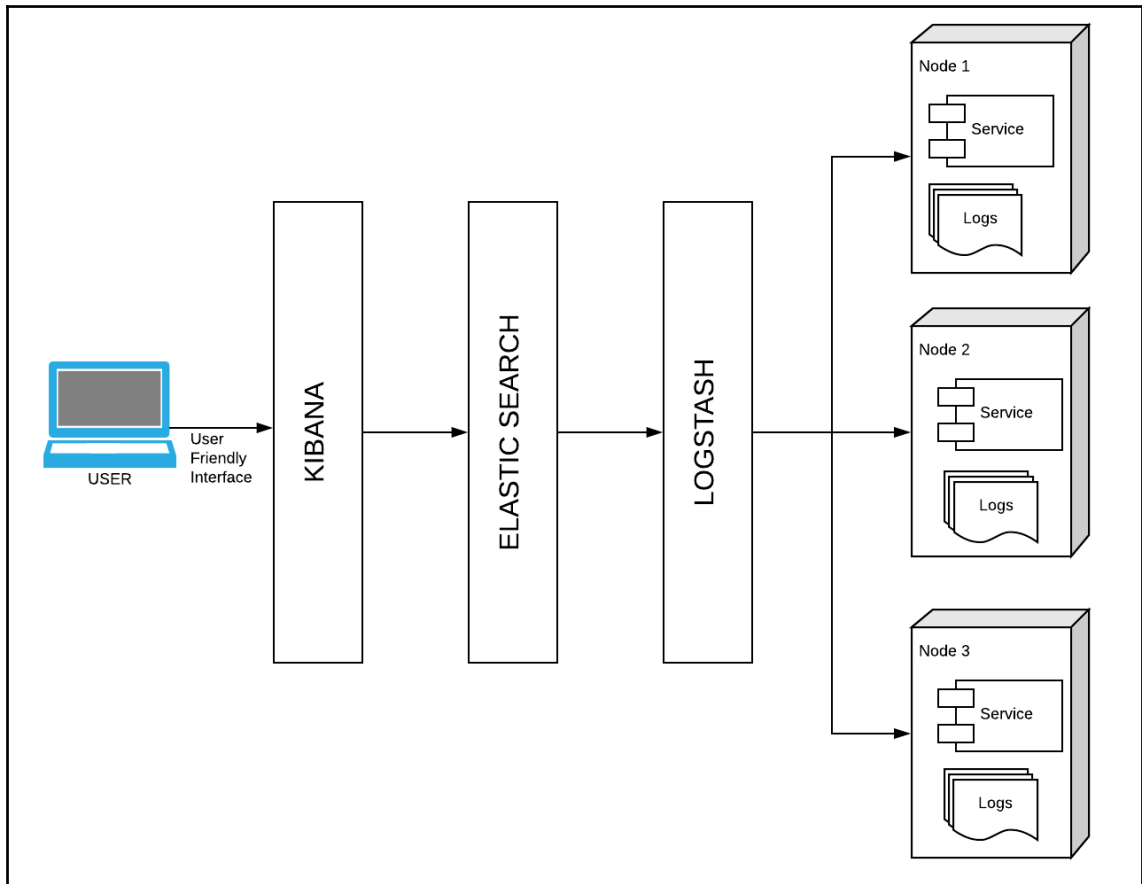 USER
User
Friendly
Interface
KIBANA
ELASTIC SEARCH
LOGSTASH
Node 1
Service
Logs
Node 2
Service
Logs
Node 3
Service
Logs